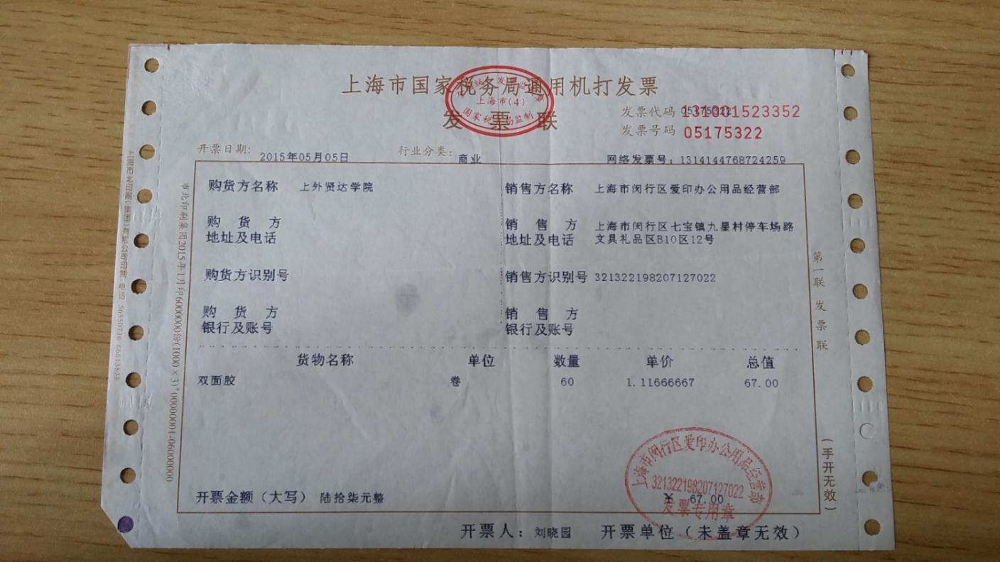 上海市国家税务局通用机打发票
上海市(4)
国家税务局监制
发票联
发票代码 131001523352
发票号码 05175322
开票日期: 2015年05月05日 行业分类: 商业 网络发票号: 1314144768724259
购货方名称 上外贤达学院 销售方名称 上海市闵行区爱印办公用品经营部
购货方 销售方 上海市闵行区七宝镇九星村停车场路
地址及电话 地址及电话 文具礼品区B10区12号
购货方识别号 销售方识别号 321322198207127022
购货方 销售方
银行及账号 银行及账号
货物名称 单位 数量 单价 总值
双面胶 卷 60 1.11666667 67.00
开票金额（大写） 陆拾柒元整 ¥ 67.00
上海市闵行区爱印办公用品经营部
321322198207127022
发票专用章
开票人: 刘晓园 开票单位（未盖章无效）
第一联 发票联
（手开无效）
上海市北印刷(集团)有限公司印制 电话 56550736 66613838
市北印刷集团2015年1月印6000000份(1000×3)*00000001-06000000